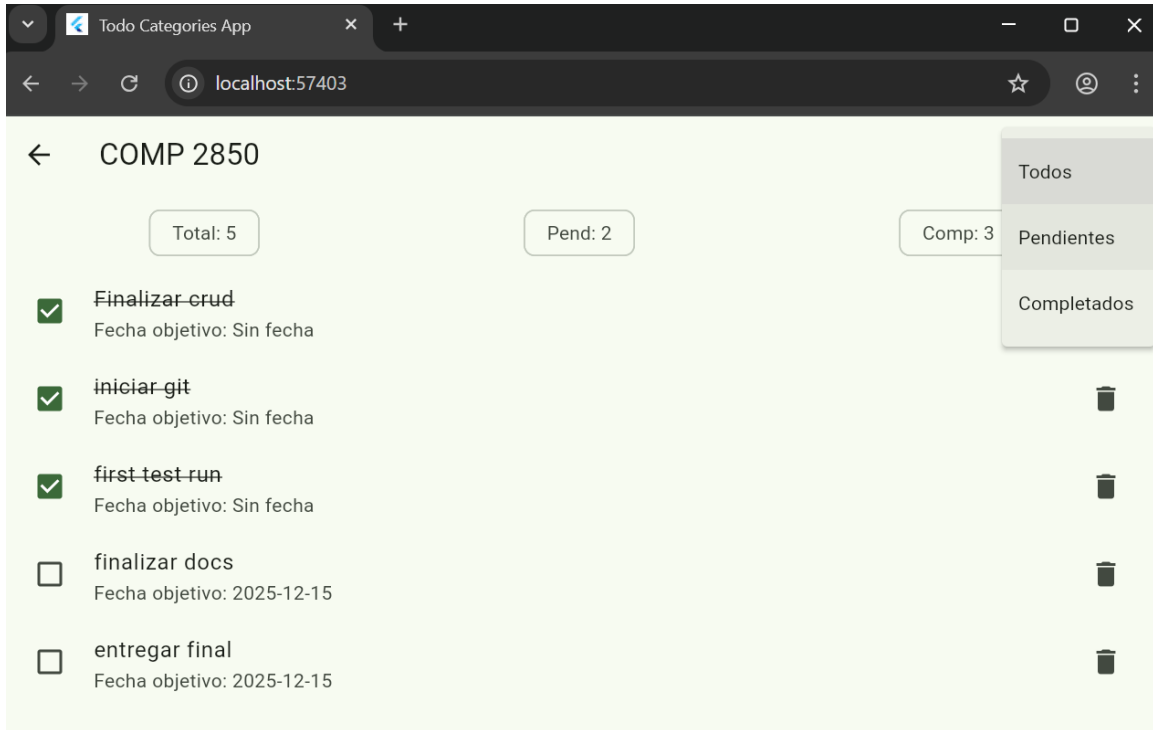 Todo Categories App
localhost:57403
COMP 2850
Todos
Total: 5
Pend: 2
Comp: 3
Pendientes
Finalizar crud
Completados
Fecha objetivo: Sin fecha
iniciar git
Fecha objetivo: Sin fecha
first test run
Fecha objetivo: Sin fecha
finalizar docs
Fecha objetivo: 2025-12-15
entregar final
Fecha objetivo: 2025-12-15